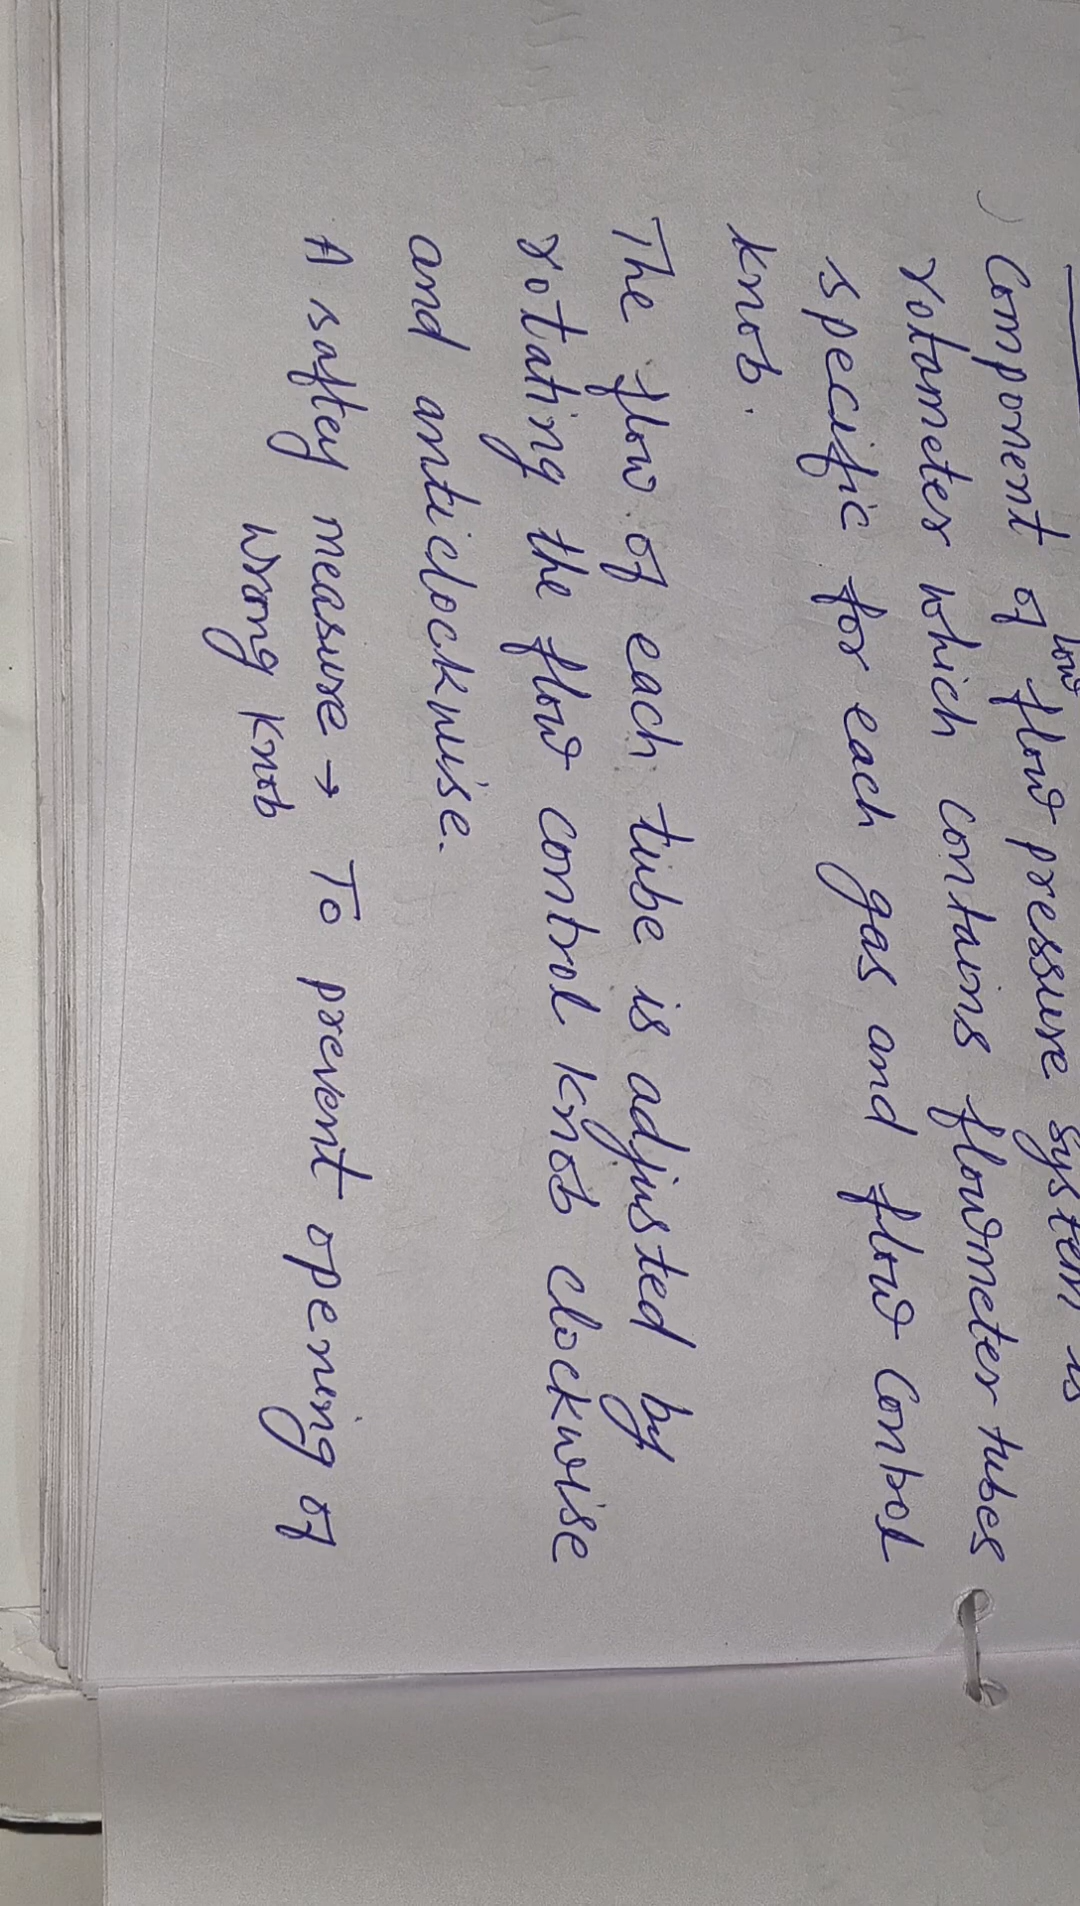 ) Component of low flow pressure system is
rotameter which contains flowmeter tubes
specific for each gas and flow control
knob.
The flow of each tube is adjusted by
rotating the flow control knob clockwise
and anticlockwise.
A saftey measure → To prevent opening of
wrong knob